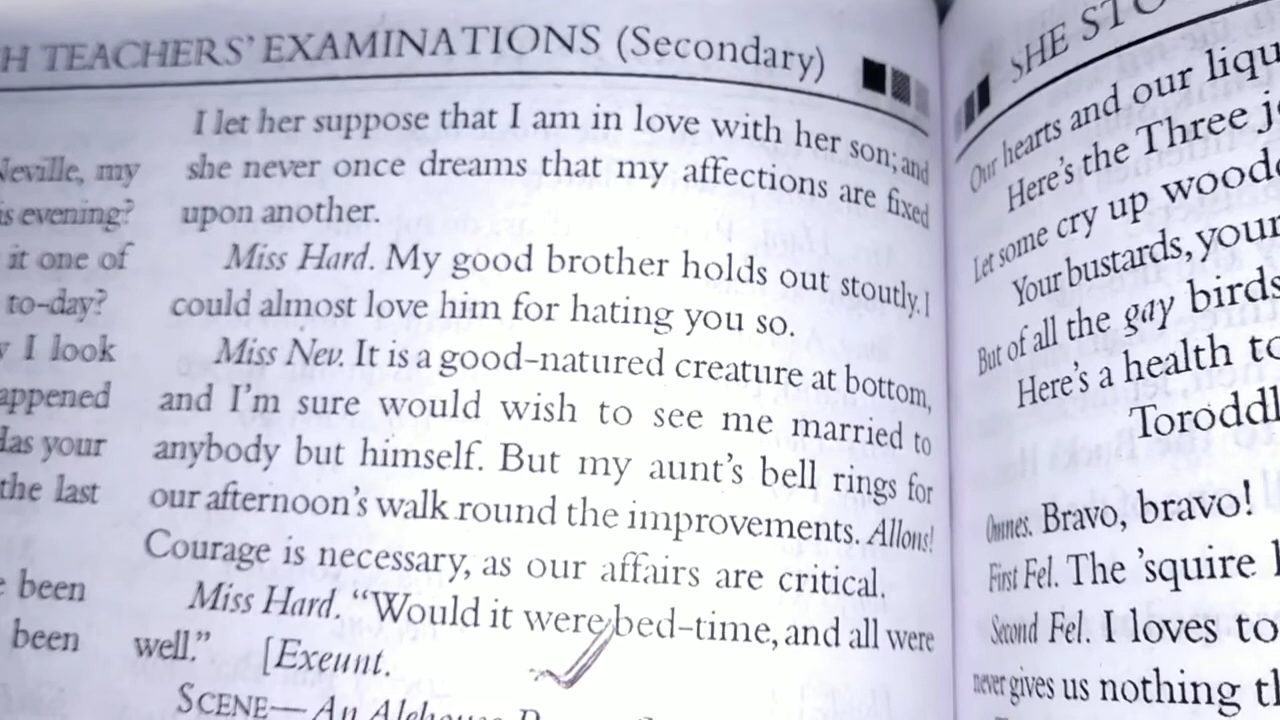 TEACHERS' EXAMINATIONS (Secondary)
Neville, my
evening?
it one of
to-day?
I look
your
the last
been
been
I let her suppose that I am in love with her son; and
she never once dreams that my affections are fixed
upon another.
Miss Hard. My good brother holds out stoutly. I
could almost love him for hating you so.
Miss Nev. It is a good-natured creature at bottom,
and I'm sure would wish to see me married to
anybody but himself. But my aunt's bell rings for
our afternoon's walk round the improvements. Allons!
Courage is necessary, as our affairs are critical.
Miss Hard. “Would it were bed-time, and all were
well.” [Exeunt.
SCENE— An Alehouse
SHE
Our hearts and our
Here's the Three
Let some cry up
Your bustards, your
But of all the gay birds
Here's a health to
Omnes. Bravo, bravo!
First Fel. The 'squire
Second Fel. I loves to
never gives us nothing